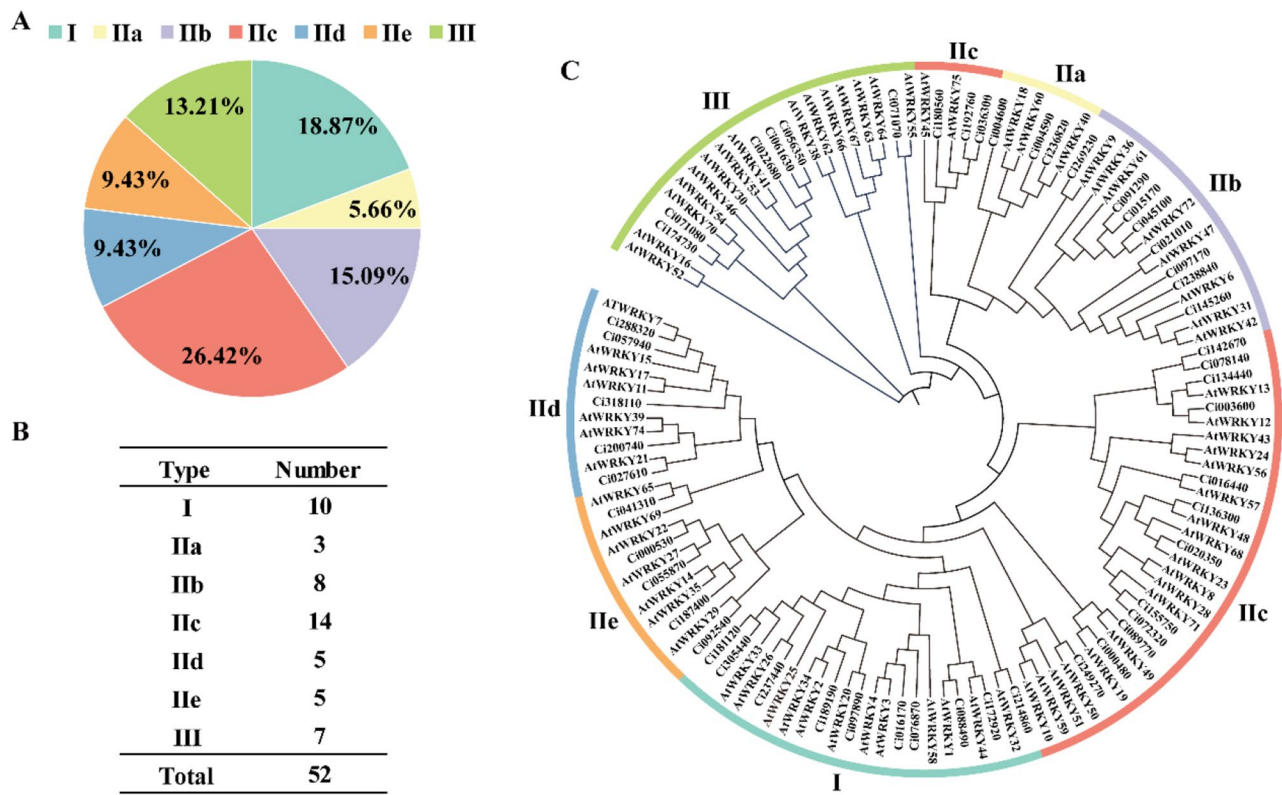 A
I IIa IIb IIc IId IIe III
18.87%
5.66%
15.09%
26.42%
9.43%
9.43%
13.21%
B
Type Number
I 10
IIa 3
IIb 8
IIc 14
IId 5
IIe 5
III 7
Total 52
C
III
IIc
IIa
IIb
IIc
I
IIe
IId
AtWRKY52
AtWRKY16
Ci174730
Ci071080
AtWRKY70
AtWRKY54
AtWRKY46
AtWRKY30
AtWRKY53
AtWRKY41
Ci022680
Ci061630
Ci056350
AtWRKY38
AtWRKY62
AtWRKY66
AtWRKY67
AtWRKY63
AtWRKY64
Ci071070
AtWRKY55
AtWRKY45
Ci180560
AtWRKY75
Ci192760
Ci036300
Ci004600
AtWRKY18
AtWRKY60
Ci004590
Ci236820
AtWRKY40
Ci269230
AtWRKY9
AtWRKY36
AtWRKY61
Ci091290
Ci015170
Ci045100
AtWRKY72
Ci021010
AtWRKY47
Ci097170
Ci238840
AtWRKY6
Ci145260
AtWRKY31
AtWRKY42
Ci142670
Ci078140
Ci134440
AtWRKY13
Ci003600
AtWRKY12
AtWRKY43
AtWRKY24
AtWRKY56
Ci016440
AtWRKY57
Ci136300
AtWRKY48
AtWRKY68
Ci020350
AtWRKY23
AtWRKY8
AtWRKY28
AtWRKY71
Ci155750
Ci072320
Ci089770
AtWRKY49
Ci000480
AtWRKY19
Ci249270
AtWRKY50
AtWRKY51
AtWRKY59
AtWRKY10
Ci214860
AtWRKY32
Ci172920
AtWRKY44
Ci088490
AtWRKY1
AtWRKY58
Ci076870
Ci016170
AtWRKY3
AtWRKY4
Ci097890
AtWRKY20
Ci189190
AtWRKY2
AtWRKY34
AtWRKY25
Ci237440
AtWRKY26
AtWRKY33
Ci305440
Ci181120
Ci092540
AtWRKY29
Ci187400
AtWRKY35
AtWRKY14
Ci055870
AtWRKY27
Ci000530
AtWRKY22
AtWRKY69
Ci041310
AtWRKY65
Ci027610
AtWRKY21
Ci200740
AtWRKY74
AtWRKY39
Ci318110
AtWRKY11
AtWRKY17
AtWRKY15
Ci057940
Ci288320
ATWRKY7